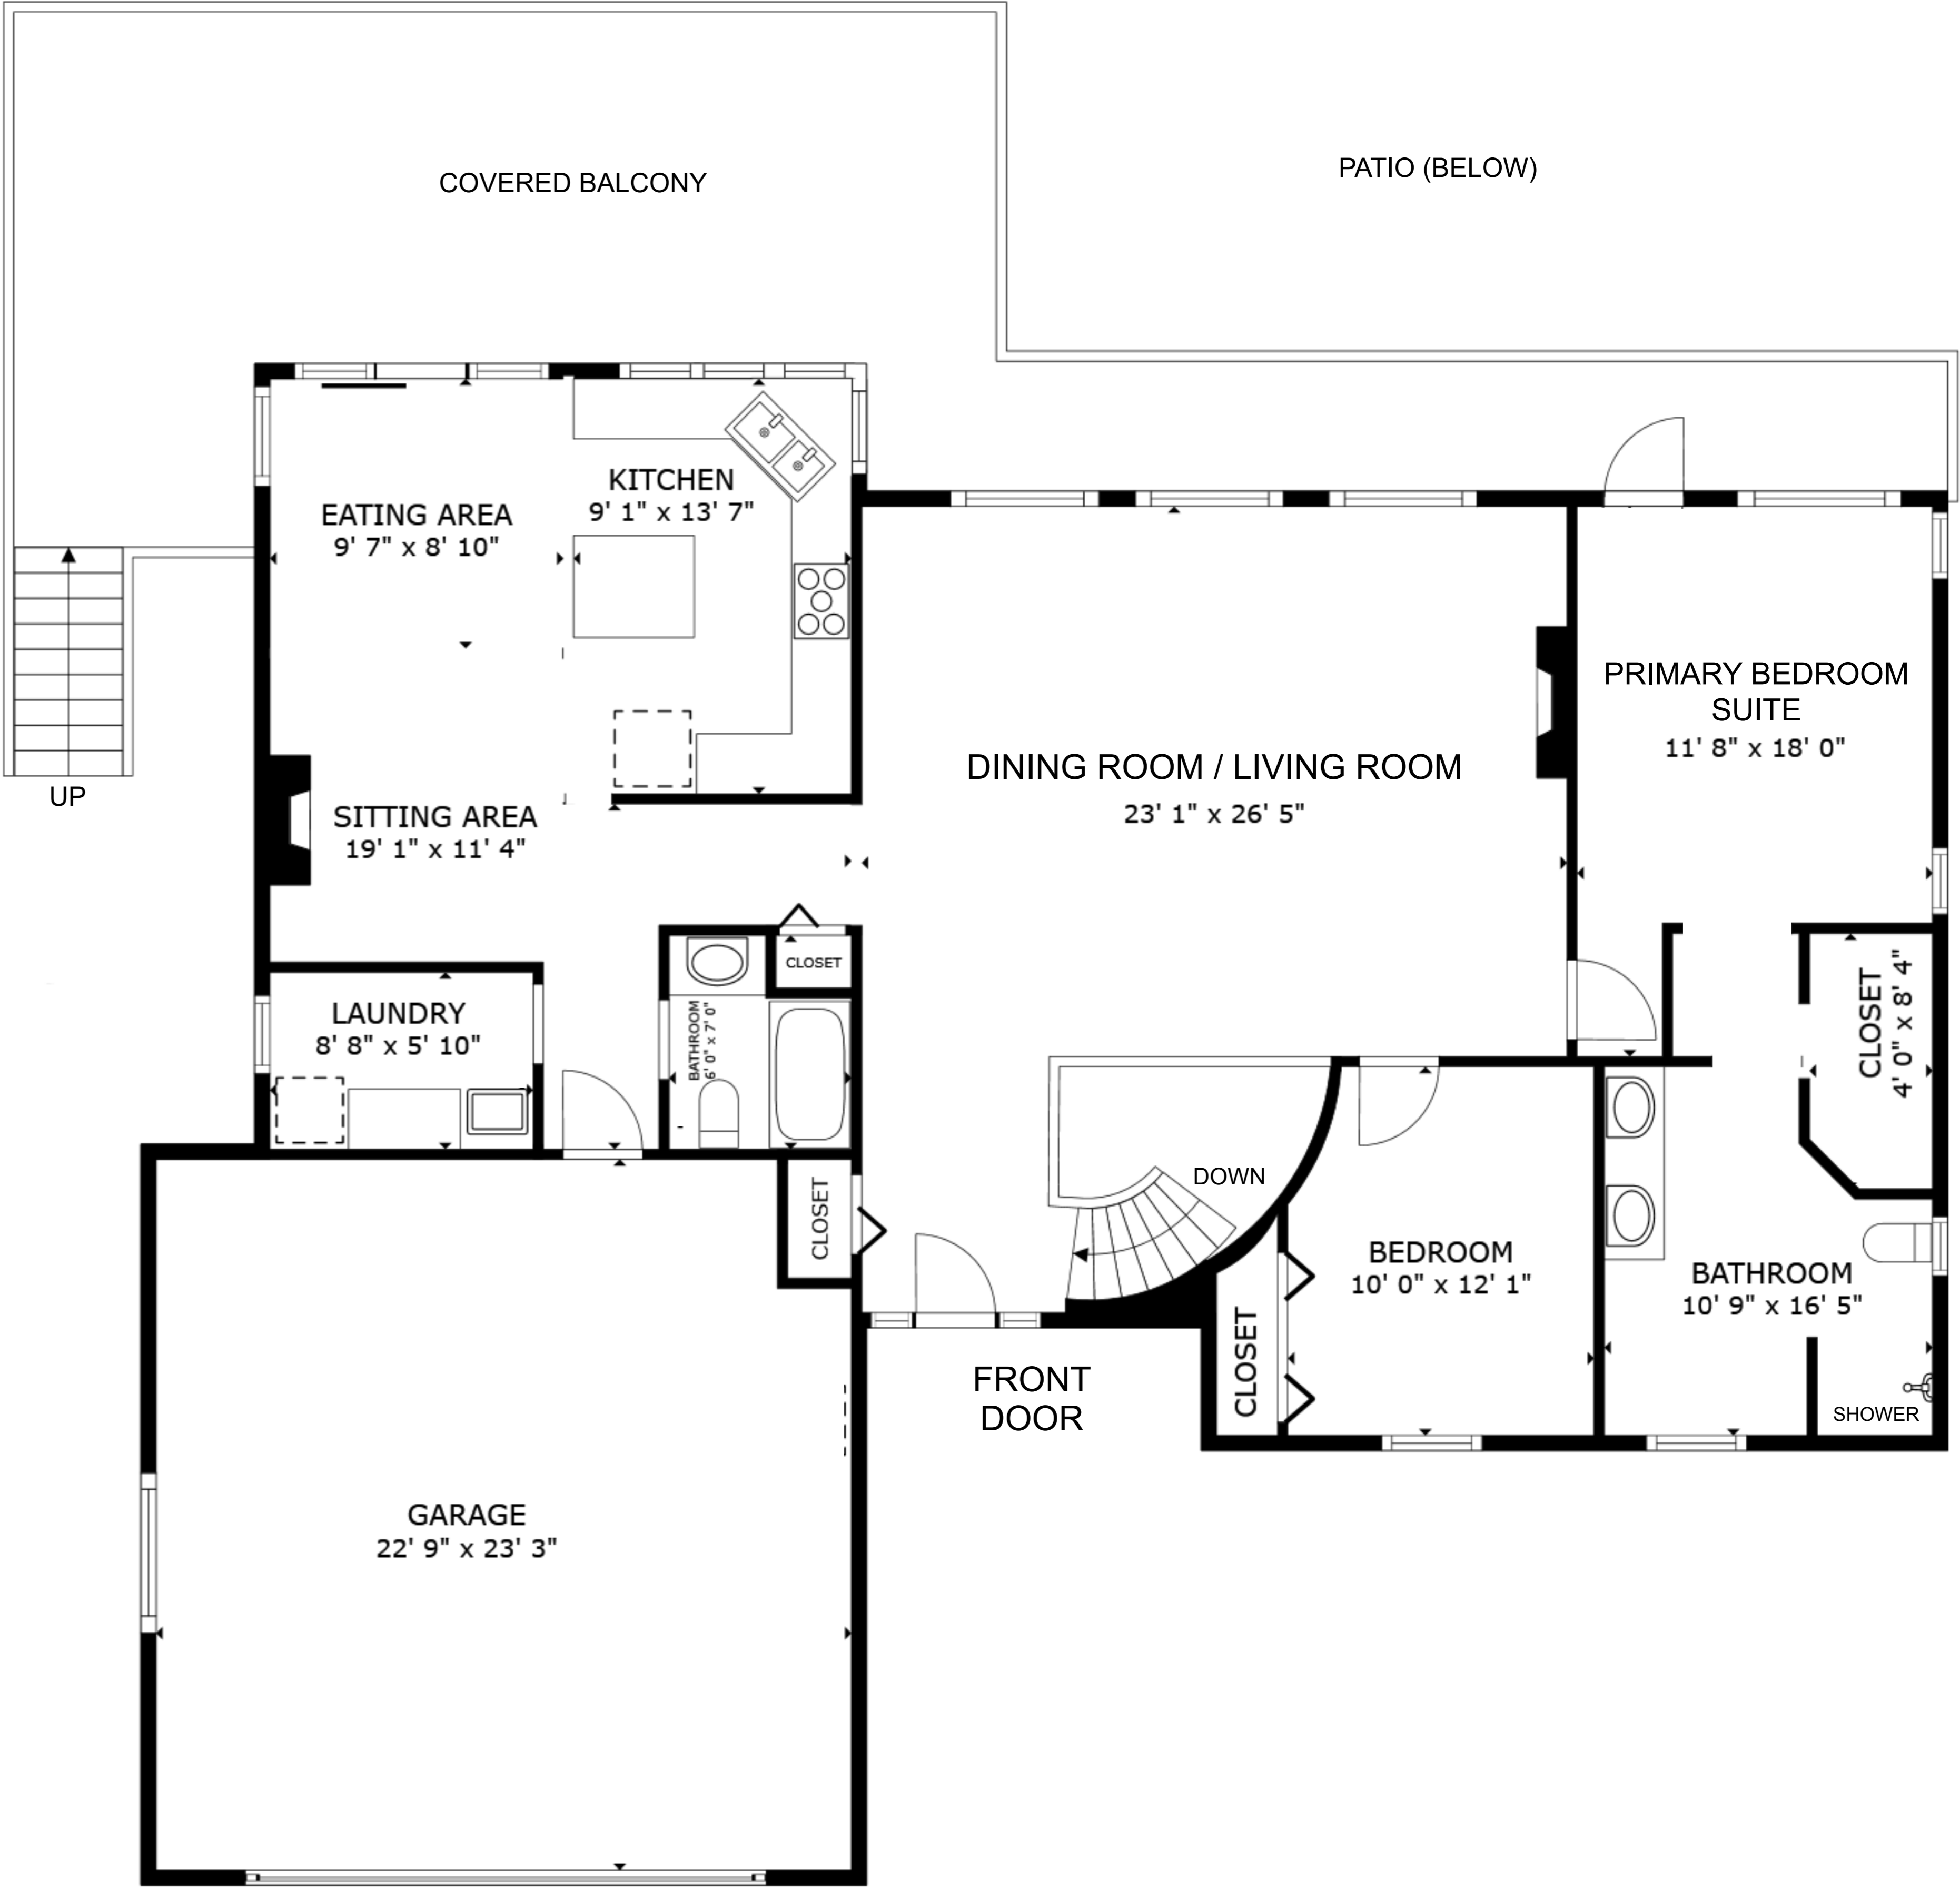 COVERED BALCONY
PATIO (BELOW)
KITCHEN
9' 1" x 13' 7"
EATING AREA
9' 7" x 8' 10"
PRIMARY BEDROOM
SUITE
11' 8" x 18' 0"
DINING ROOM / LIVING ROOM
23' 1" x 26' 5"
UP
SITTING AREA
19' 1" x 11' 4"
CLOSET
LAUNDRY
8' 8" x 5' 10"
BATHROOM
6' 0" x 7' 0"
CLOSET
4' 0" x 8' 4"
DOWN
CLOSET
BEDROOM
10' 0" x 12' 1"
BATHROOM
10' 9" x 16' 5"
CLOSET
FRONT
DOOR
SHOWER
GARAGE
22' 9" x 23' 3"